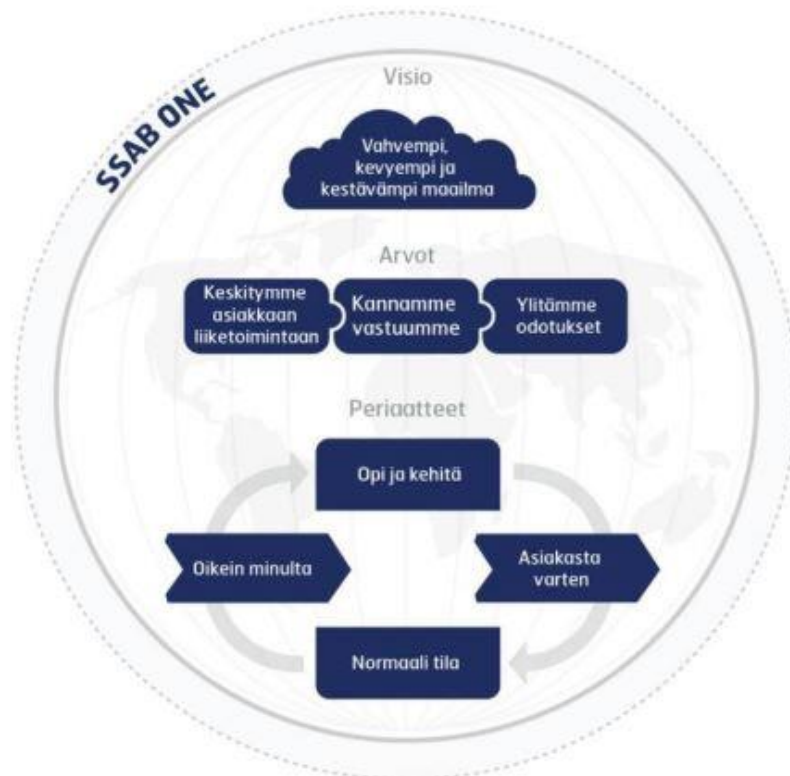 SSAB ONE
Visio
Vahvempi,
kevyempi ja
kestävämpi maailma
Arvot
Keskitymme
asiakkaan
liiketoimintaan
Kannamme
vastuumme
Ylitämme
odotukset
Periaatteet
Opi ja kehitä
Oikein minulta
Asiakasta
varten
Normaali tila